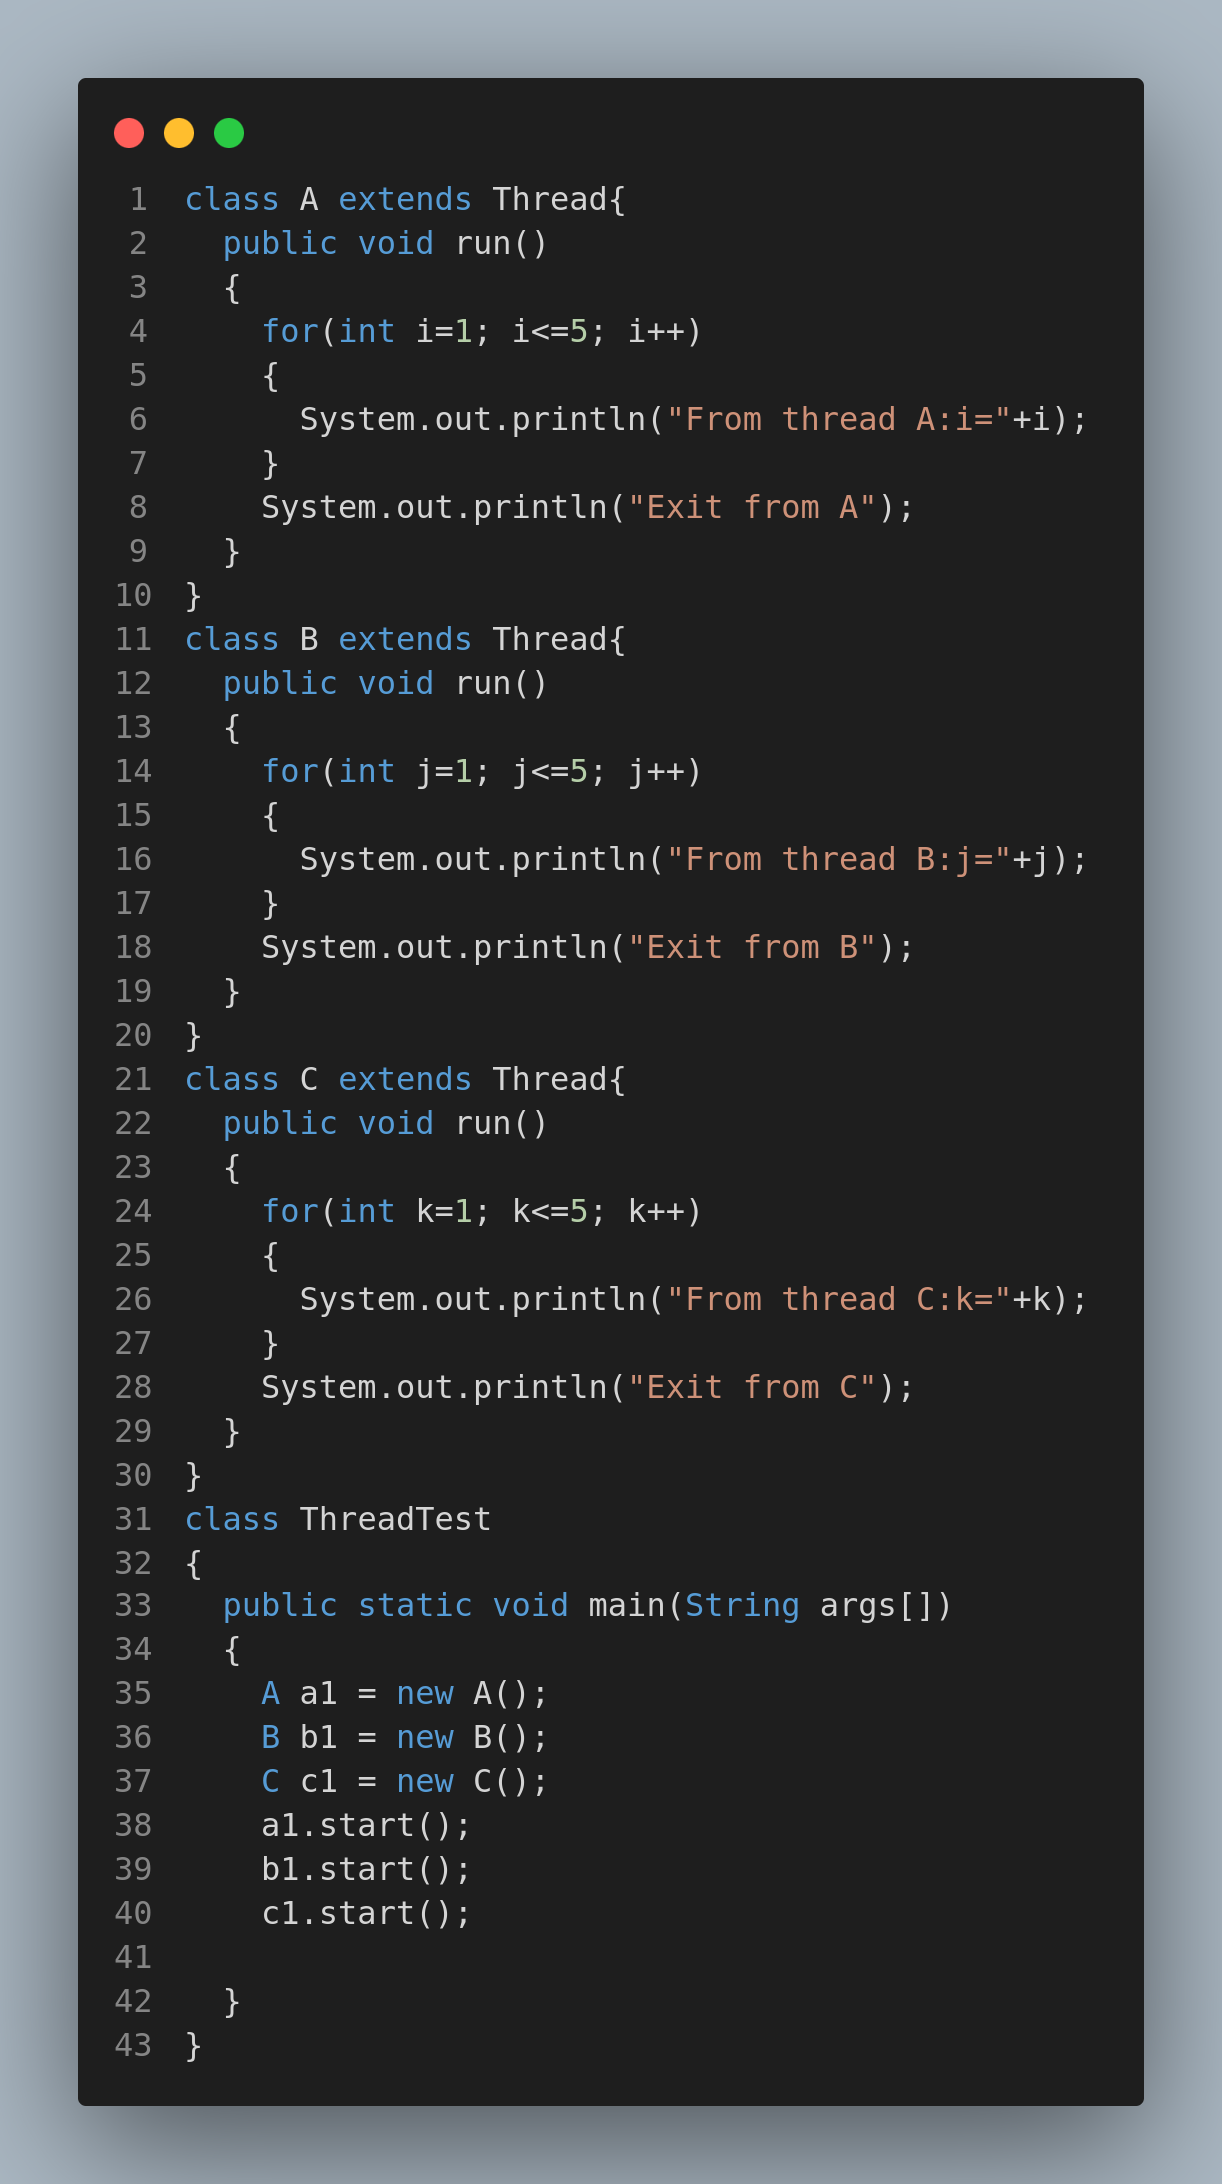 1 class A extends Thread{
2   public void run()
3   {
4     for(int i=1; i<=5; i++)
5     {
6       System.out.println("From thread A:i="+i);
7     }
8     System.out.println("Exit from A");
9   }
10 }
11 class B extends Thread{
12   public void run()
13   {
14     for(int j=1; j<=5; j++)
15     {
16       System.out.println("From thread B:j="+j);
17     }
18     System.out.println("Exit from B");
19   }
20 }
21 class C extends Thread{
22   public void run()
23   {
24     for(int k=1; k<=5; k++)
25     {
26       System.out.println("From thread C:k="+k);
27     }
28     System.out.println("Exit from C");
29   }
30 }
31 class ThreadTest
32 {
33   public static void main(String args[])
34   {
35     A a1 = new A();
36     B b1 = new B();
37     C c1 = new C();
38     a1.start();
39     b1.start();
40     c1.start();
41
42   }
43 }